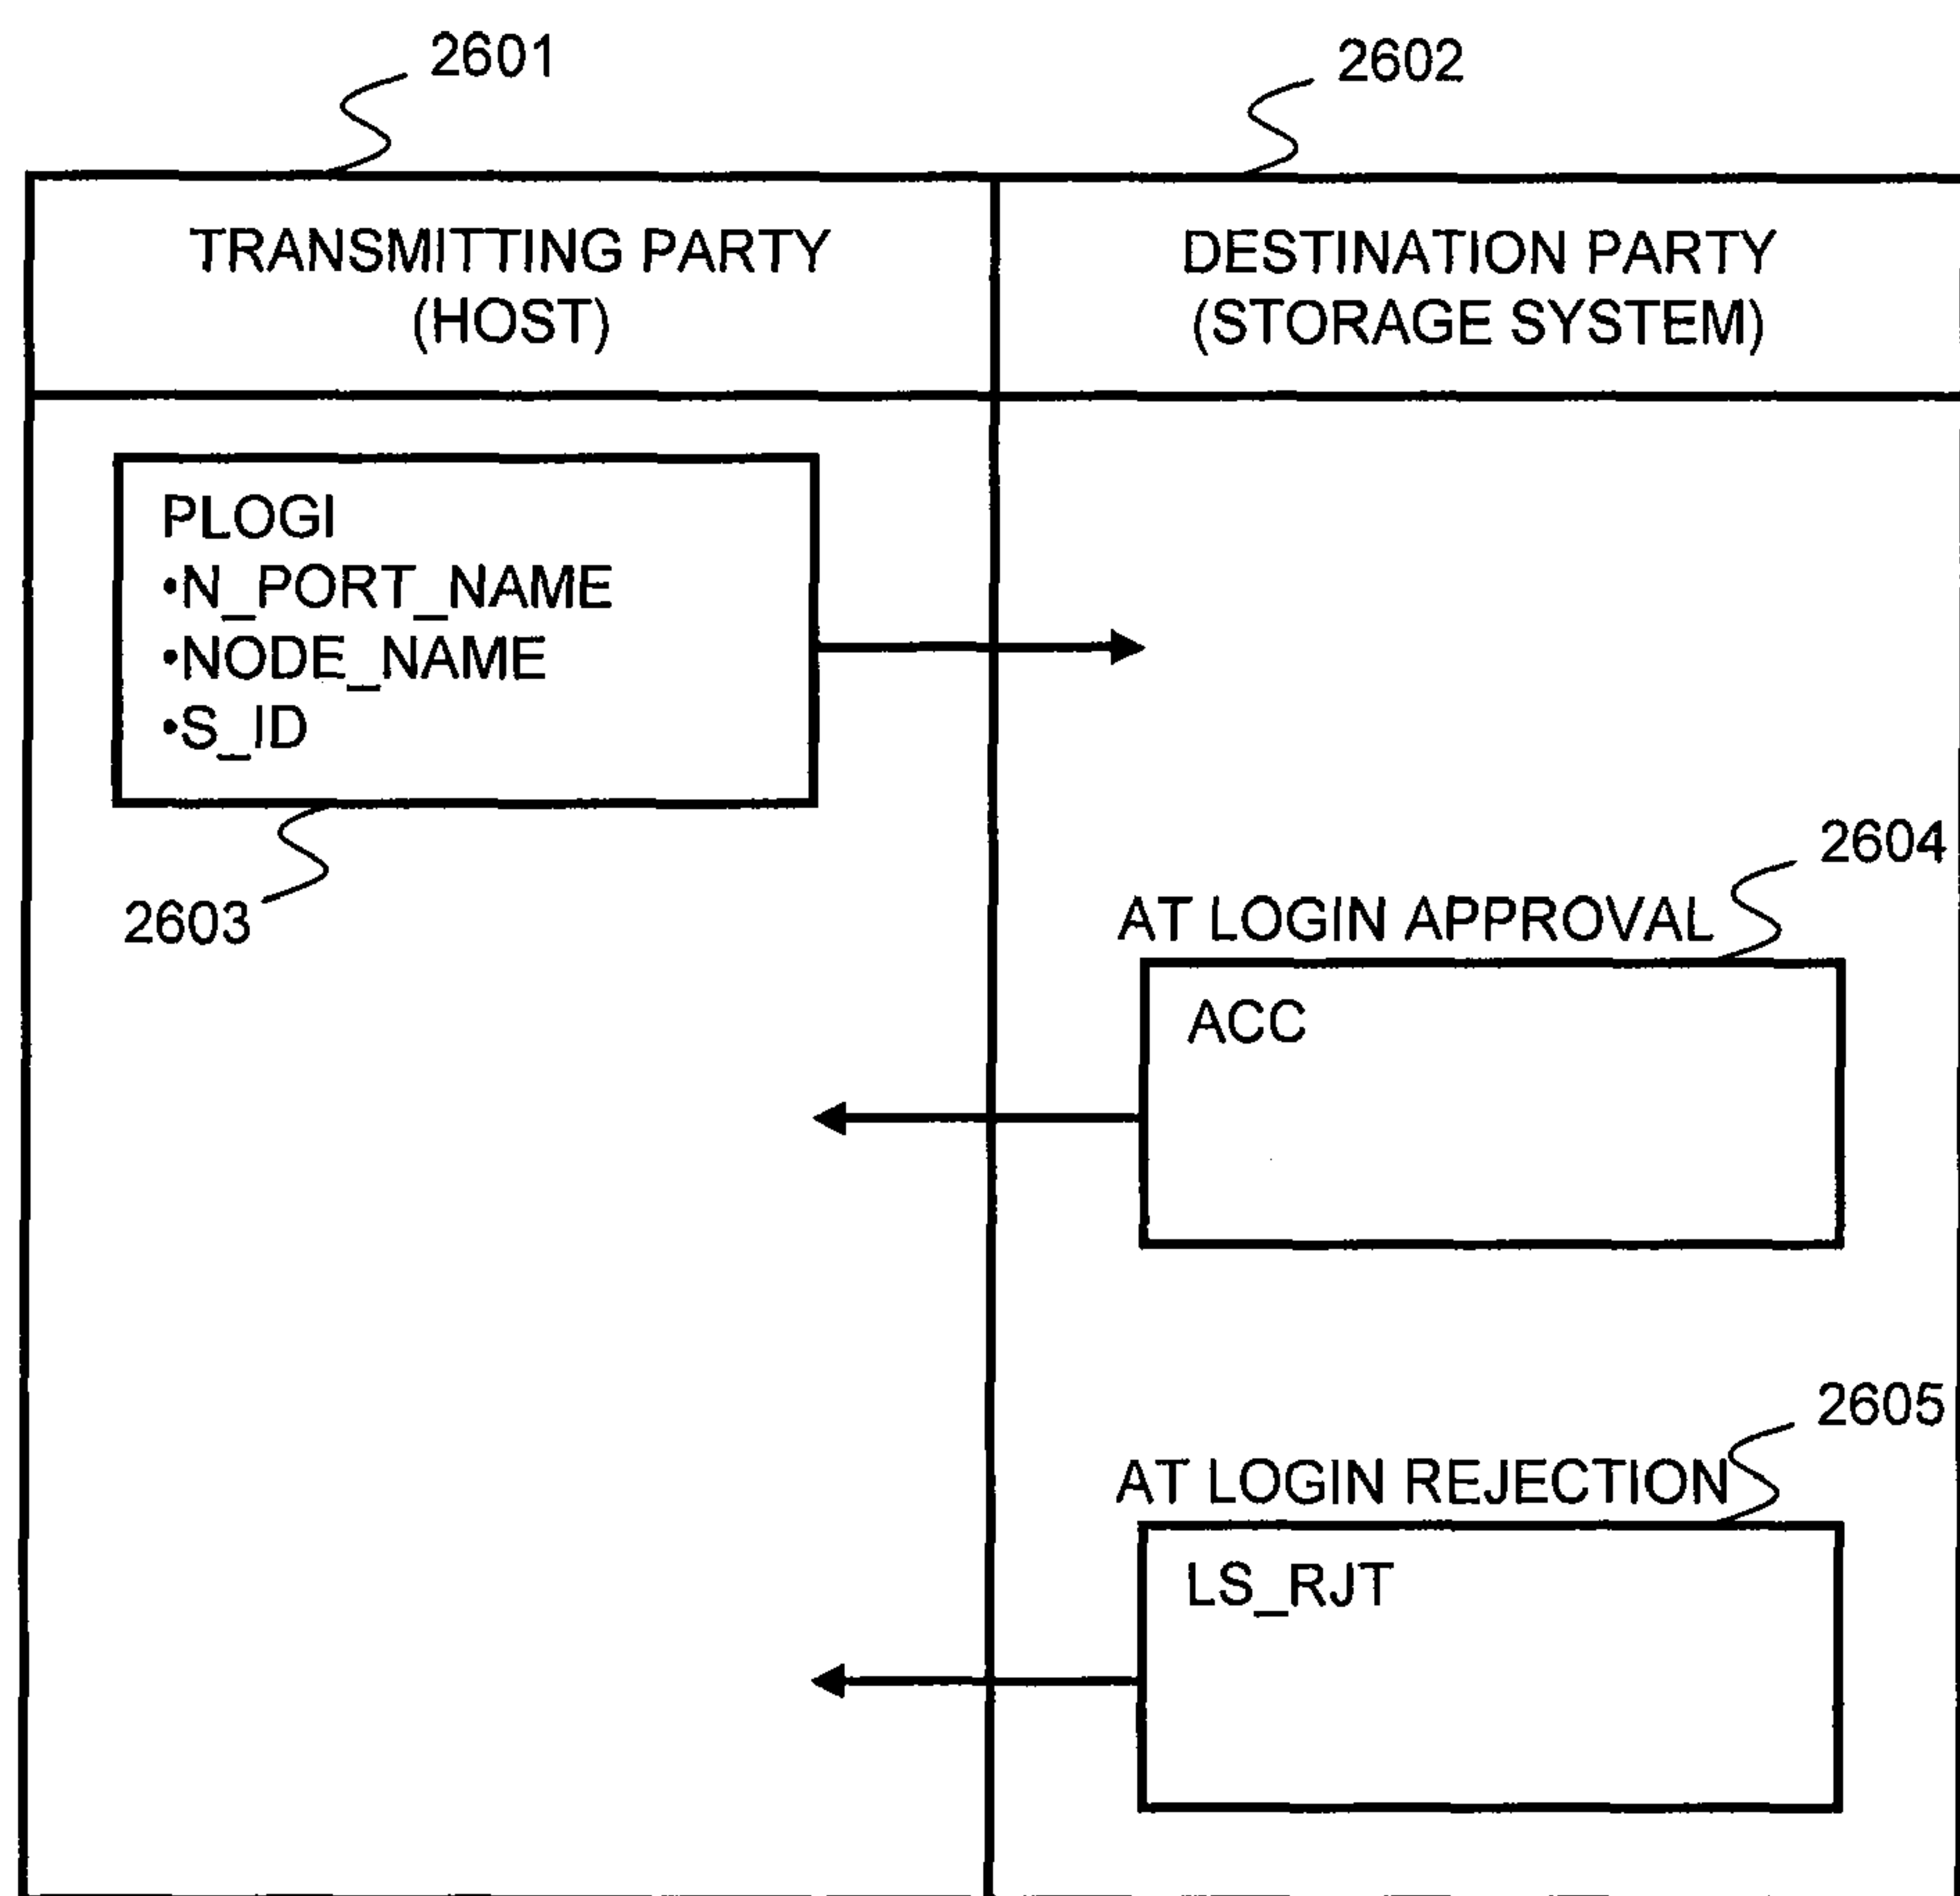 2601
2602
TRANSMITTING PARTY
(HOST)
DESTINATION PARTY
(STORAGE SYSTEM)
PLOGI
•N_PORT_NAME
•NODE_NAME
•S_ID
2603
2604
AT LOGIN APPROVAL
ACC
2605
AT LOGIN REJECTION
LS_RJT